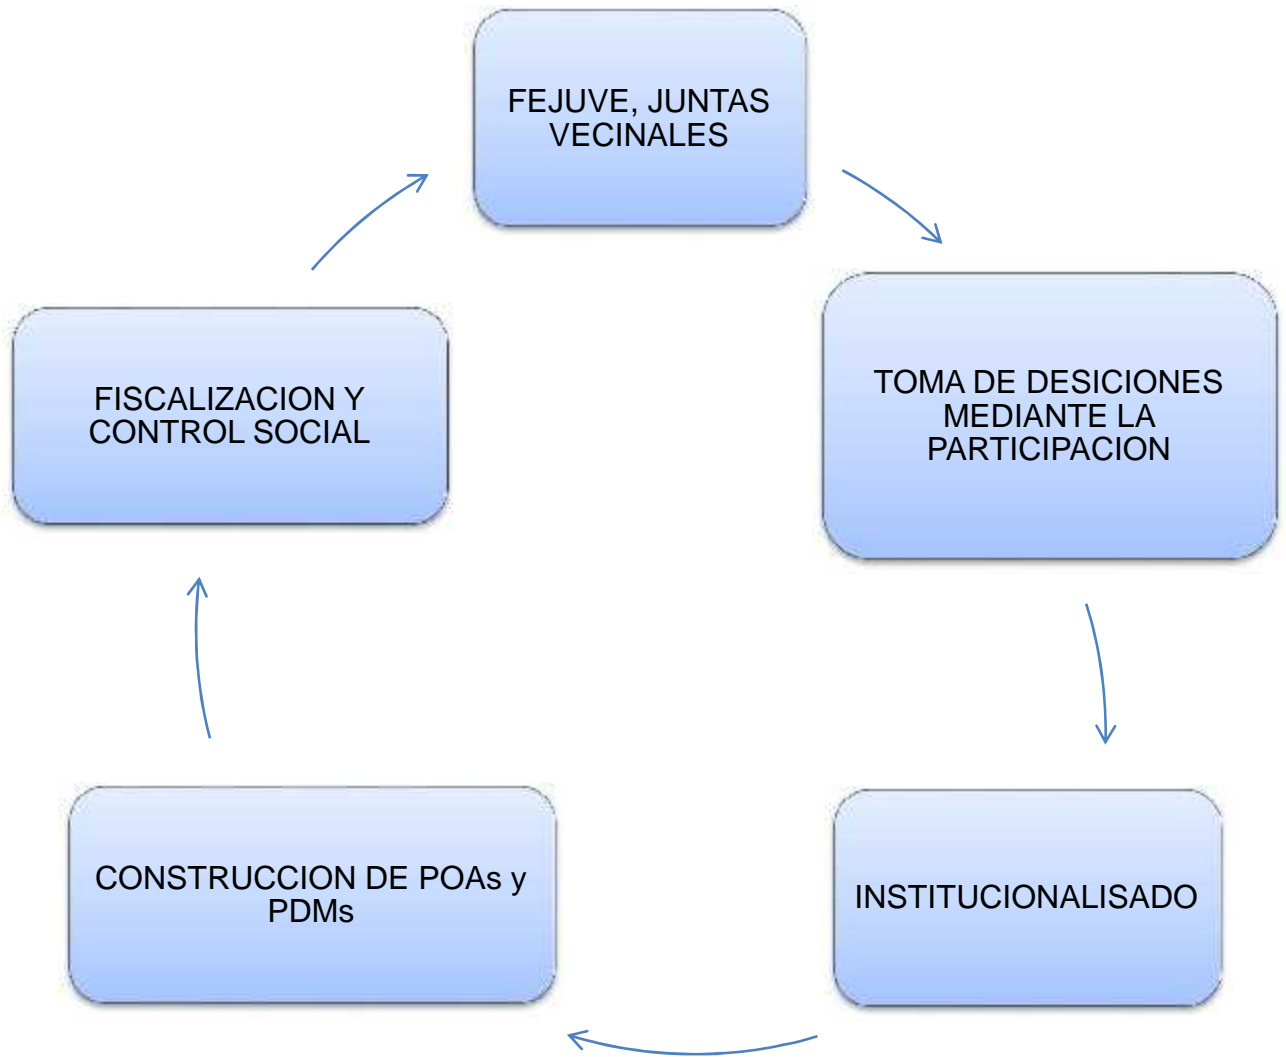 FEJUVE, JUNTAS
VECINALES
TOMA DE DESICIONES
MEDIANTE LA
PARTICIPACION
INSTITUCIONALISADO
CONSTRUCCION DE POAs y
PDMs
FISCALIZACION Y
CONTROL SOCIAL